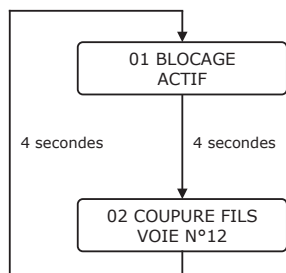 01 BLOCAGE
ACTIF
4 secondes
4 secondes
02 COUPURE FILS
VOIE N°12